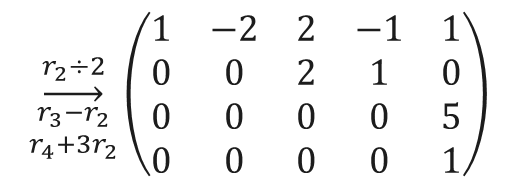 1 −2 2 −1 1
r₂÷2 0 0 2 1 0
r₃−r₂ 0 0 0 0 5
r₄+3r₂ 0 0 0 0 1